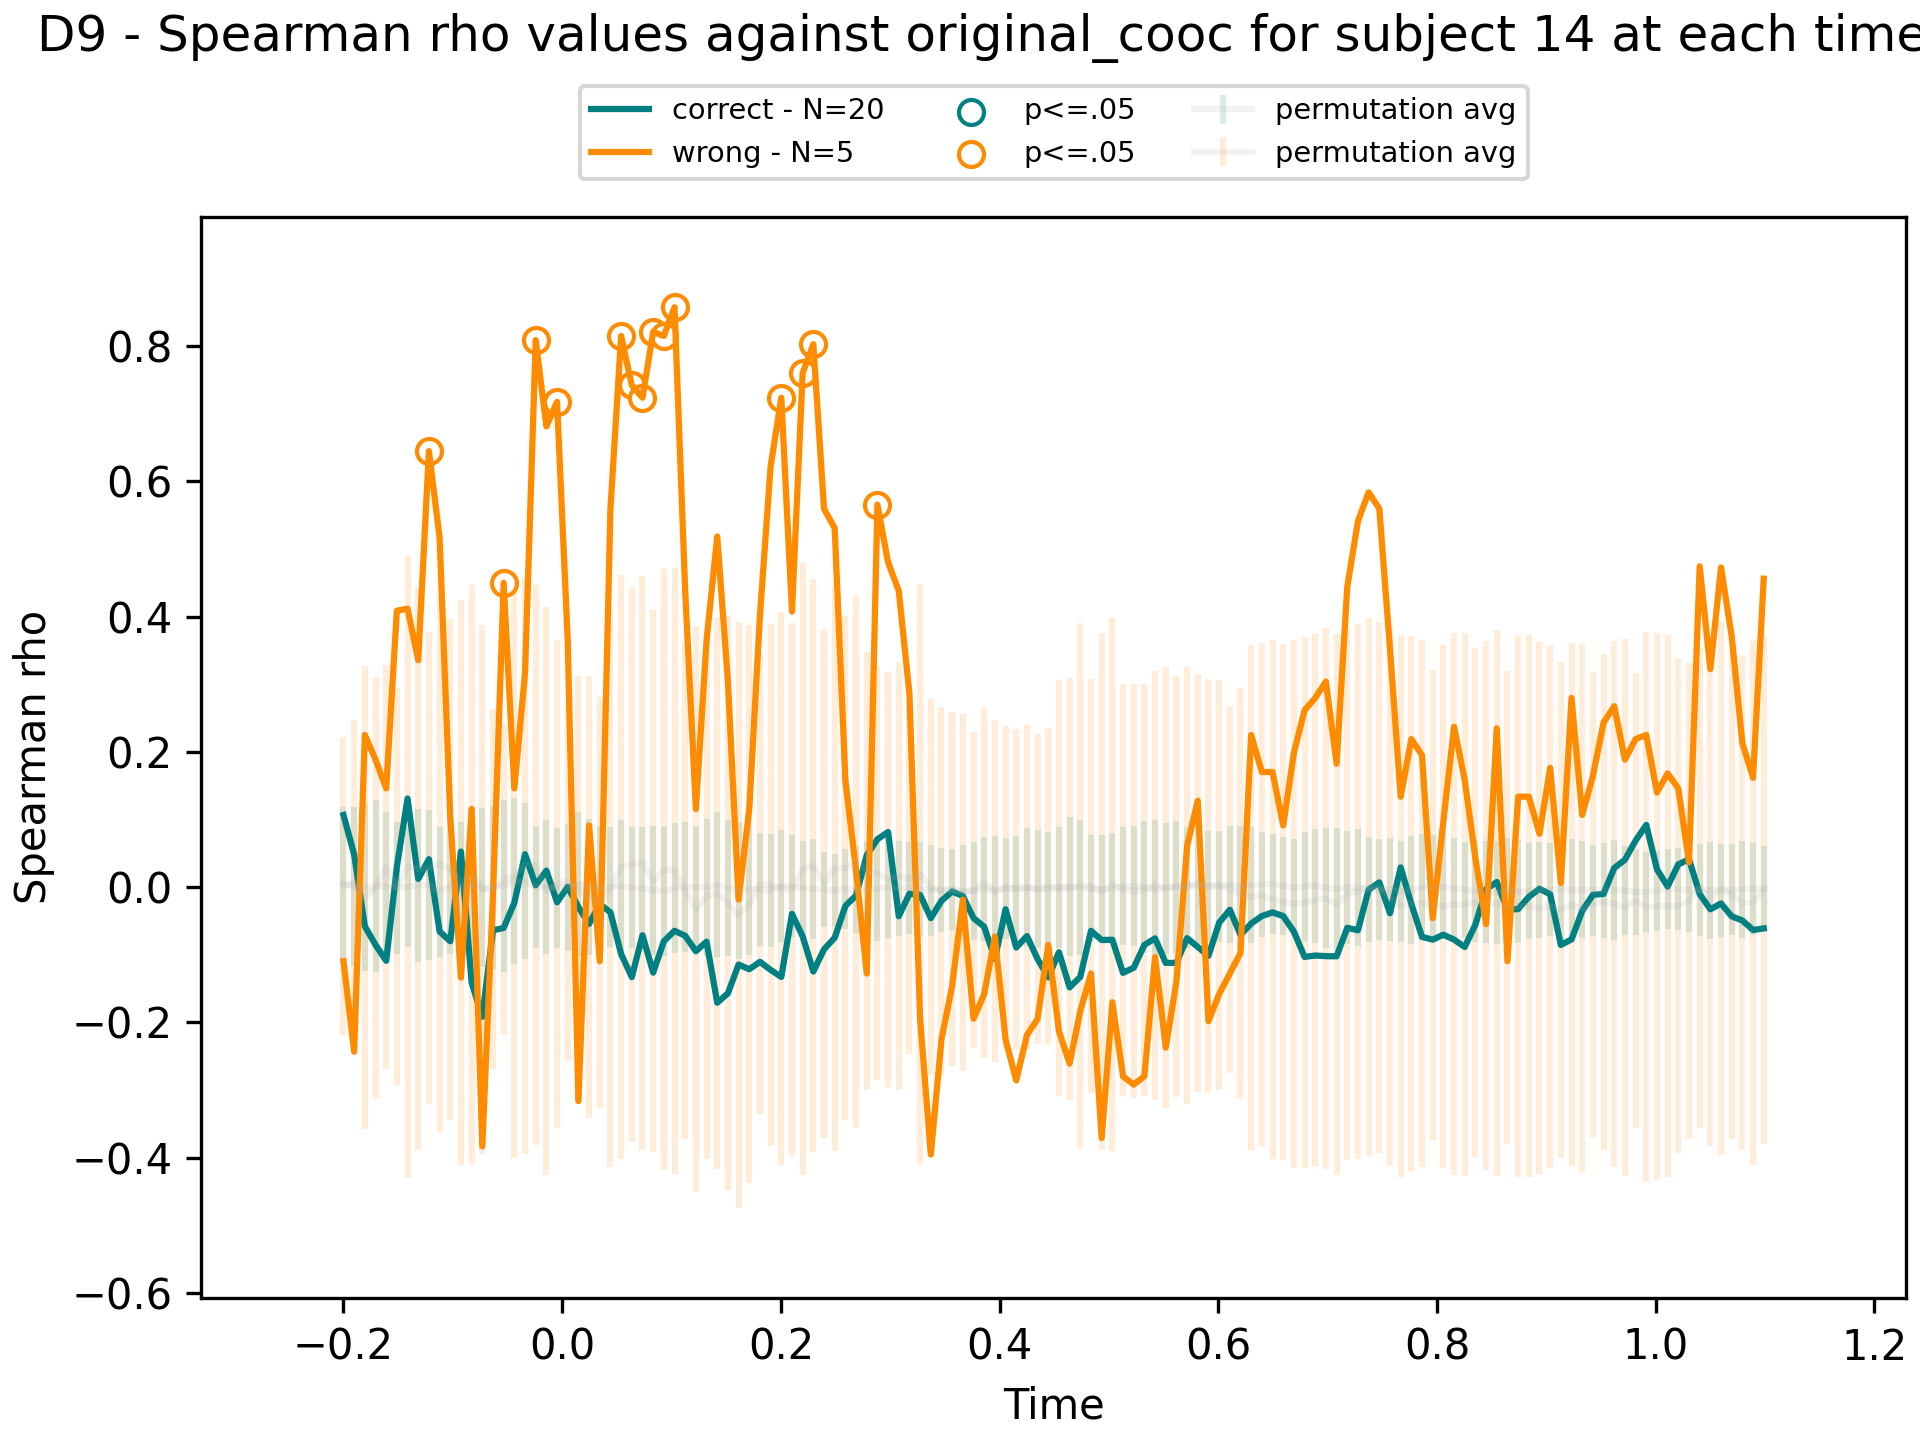 D9 - Spearman rho values against original_cooc for subject 14 at each time
correct - N=20
wrong - N=5
p<=.05
p<=.05
permutation avg
permutation avg
Spearman rho
0.8
0.6
0.4
0.2
0.0
−0.2
−0.4
−0.6
−0.2 0.0 0.2 0.4 0.6 0.8 1.0 1.2
Time